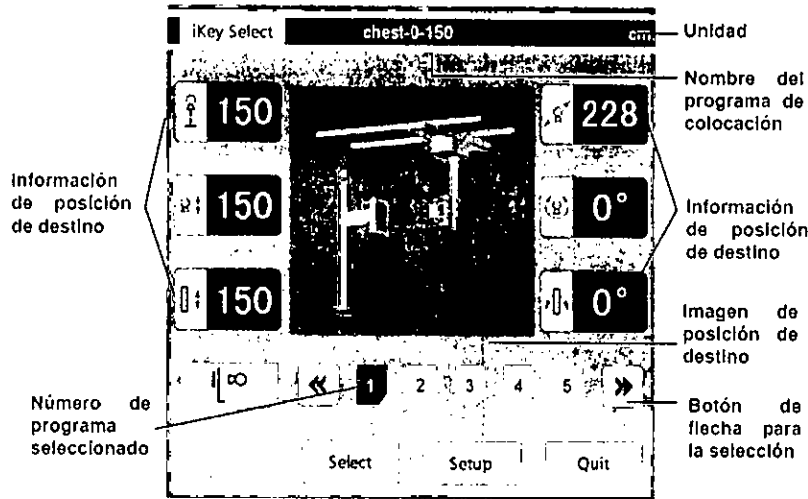 iKey Select
chest-0-150
cm
Unidad
Nombre del
programa de
colocación
150
228
Información
de posición
de destino
150
0°
Información
de posición
de destino
150
0°
Imagen de
posición de
destino
«
1
2
3
4
5
»
Número de
programa
seleccionado
Botón de
flecha para
la selección
Select
Setup
Quit